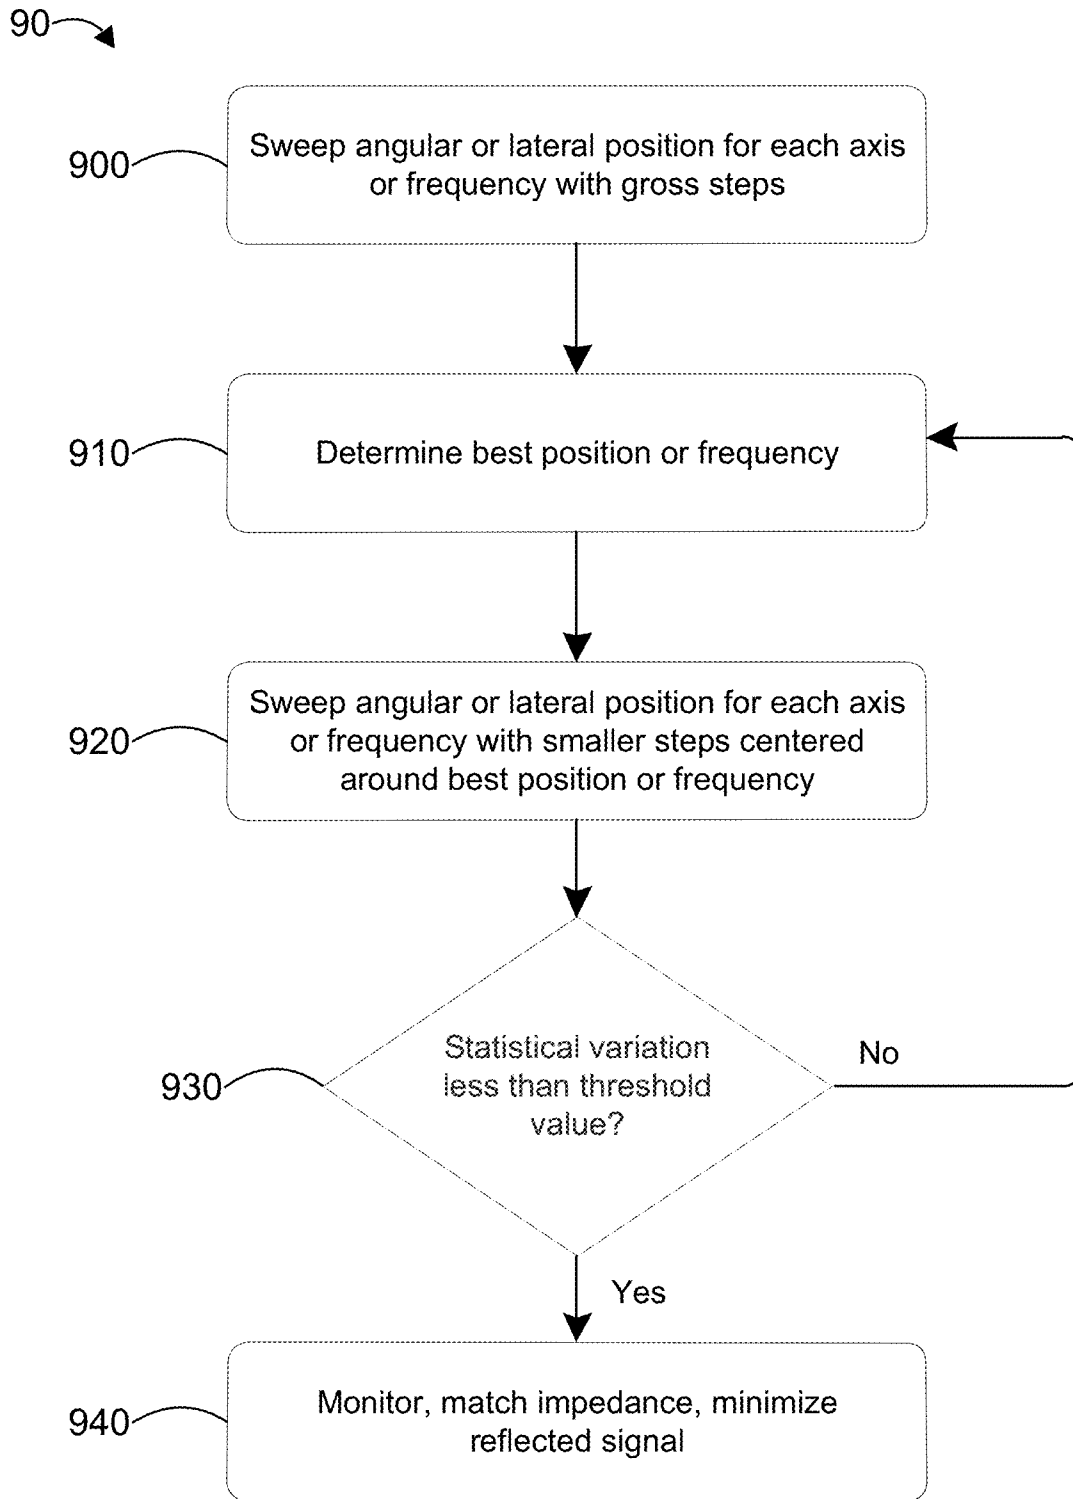 90
900
Sweep angular or lateral position for each axis
or frequency with gross steps
910
Determine best position or frequency
920
Sweep angular or lateral position for each axis
or frequency with smaller steps centered
around best position or frequency
930
Statistical variation
less than threshold
value?
No
Yes
940
Monitor, match impedance, minimize
reflected signal